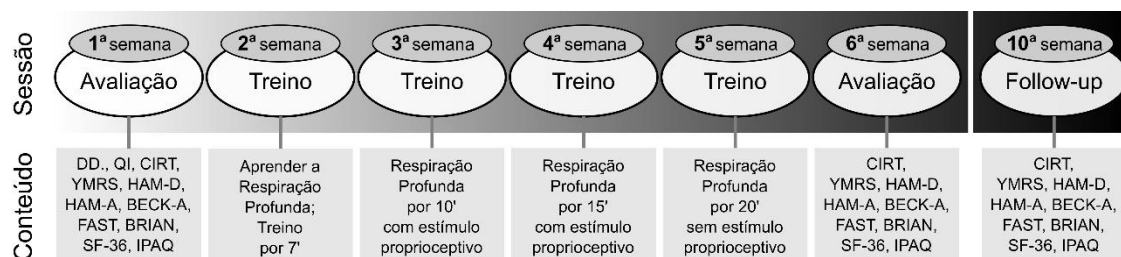 Sessão
1ª semana
Avaliação
2ª semana
Treino
3ª semana
Treino
4ª semana
Treino
5ª semana
Treino
6ª semana
Avaliação
10ª semana
Follow-up
Conteúdo
DD., QI, CIRT,
YMRS, HAM-D,
HAM-A, BECK-A,
FAST, BRIAN,
SF-36, IPAQ
Aprender a
Respiração
Profunda;
Treino
por 7'
Respiração
Profunda
por 10'
com estímulo
proprioceptivo
Respiração
Profunda
por 15'
com estímulo
proprioceptivo
Respiração
Profunda
por 20'
sem estímulo
proprioceptivo
CIRT,
YMRS, HAM-D,
HAM-A, BECK-A,
FAST, BRIAN,
SF-36, IPAQ
CIRT,
YMRS, HAM-D,
HAM-A, BECK-A,
FAST, BRIAN,
SF-36, IPAQ